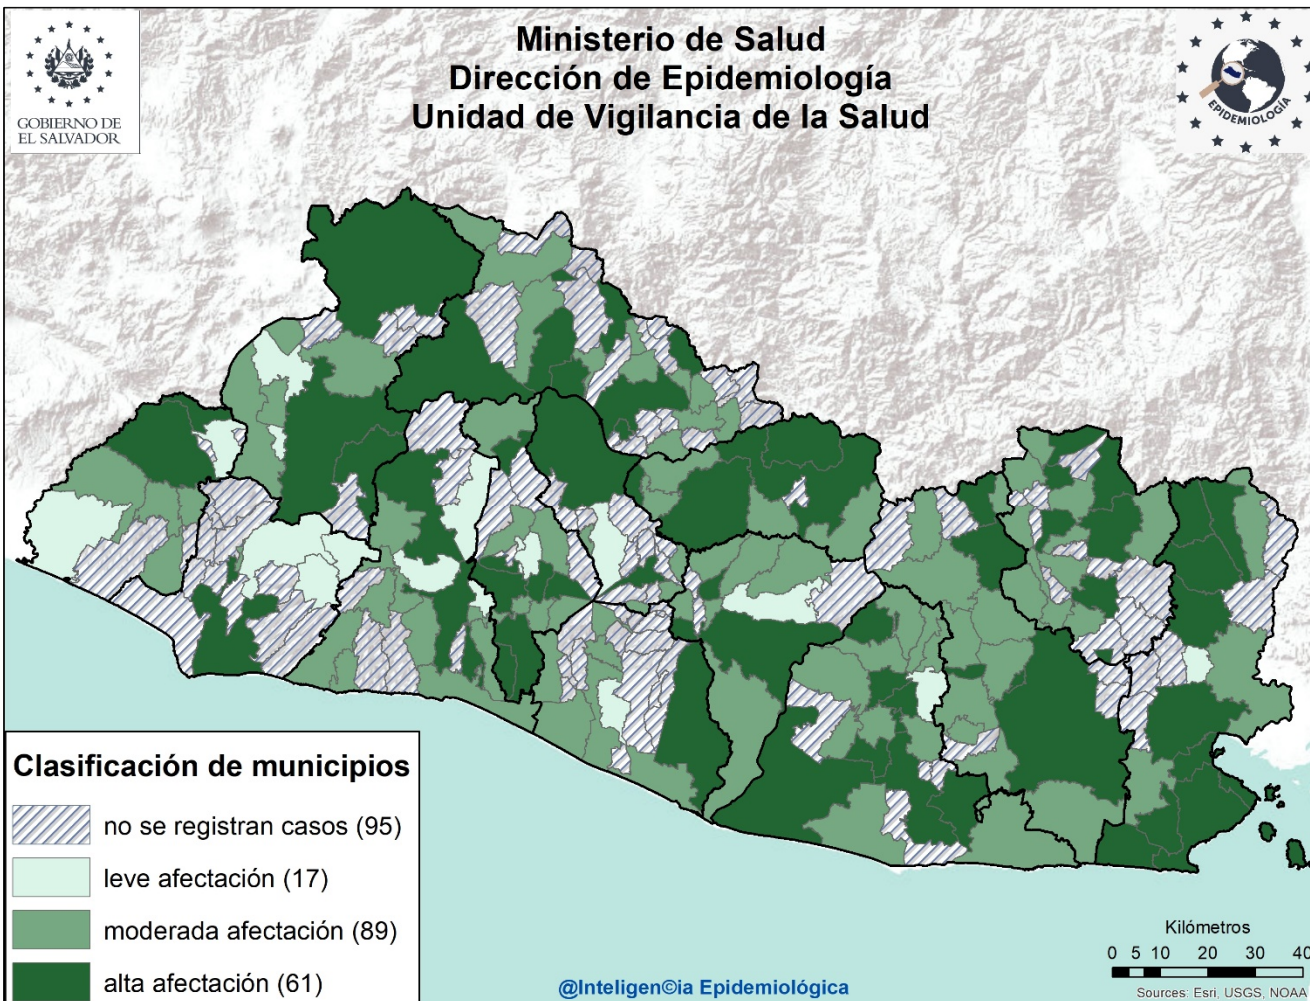 GOBIERNO DE
EL SALVADOR
Ministerio de Salud
Dirección de Epidemiología
Unidad de Vigilancia de la Salud
EPIDEMIOLOGÍA
Clasificación de municipios
no se registran casos (95)
leve afectación (17)
moderada afectación (89)
alta afectación (61)
@Inteligen©ia Epidemiológica
Kilómetros
0 5 10 20 30 40
Sources: Esri, USGS, NOAA